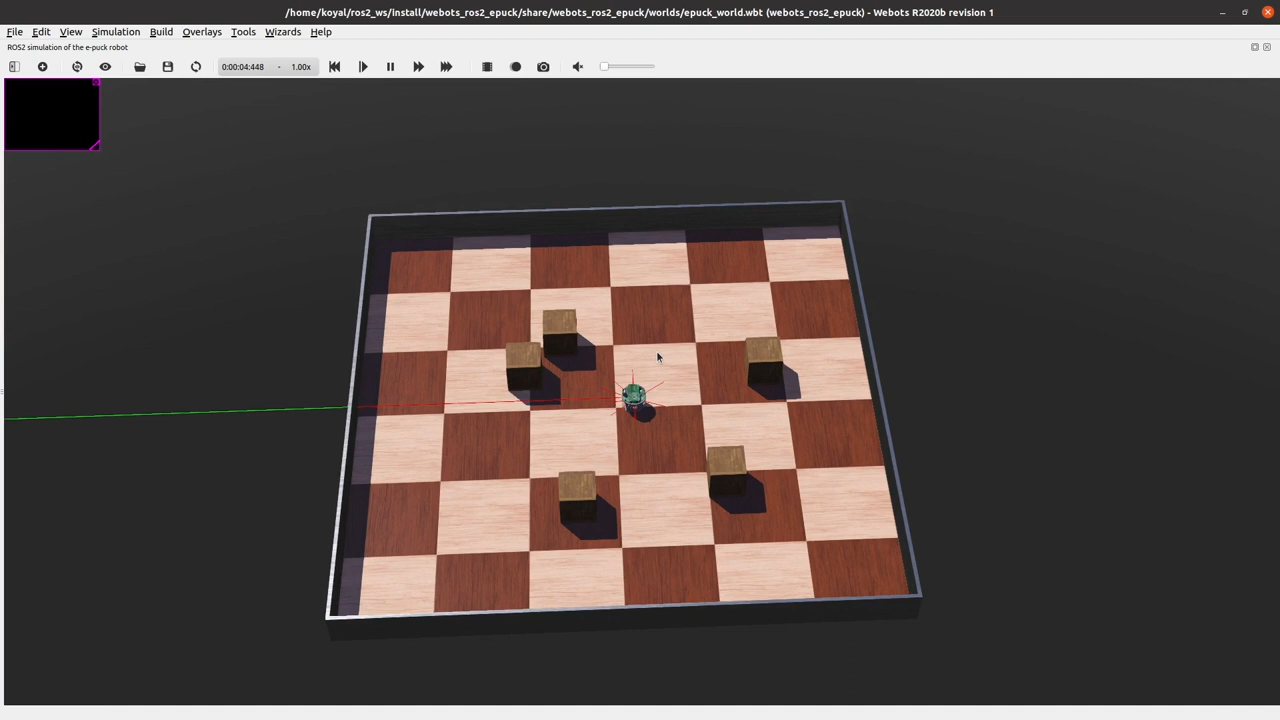 /home/koyal/ros2_ws/install/webots_ros2_epuck/share/webots_ros2_epuck/worlds/epuck_world.wbt (webots_ros2_epuck) - Webots R2020b revision 1
File Edit View Simulation Build Overlays Tools Wizards Help
ROS2 simulation of the e-puck robot
0:00:04:448 - 1.00x